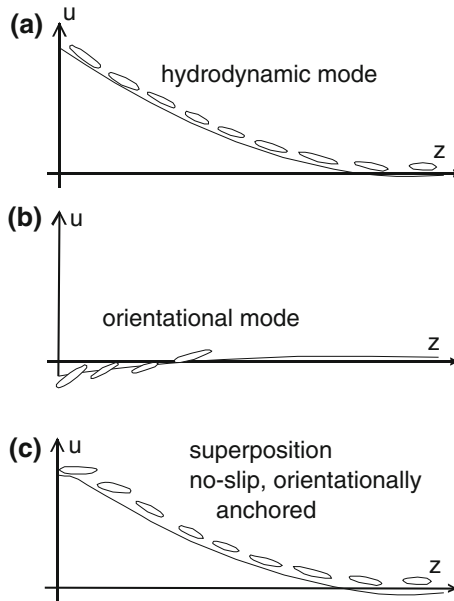 (a)
u
hydrodynamic mode
z
(b)
u
orientational mode
z
(c)
u
superposition
no-slip, orientationally
anchored
z